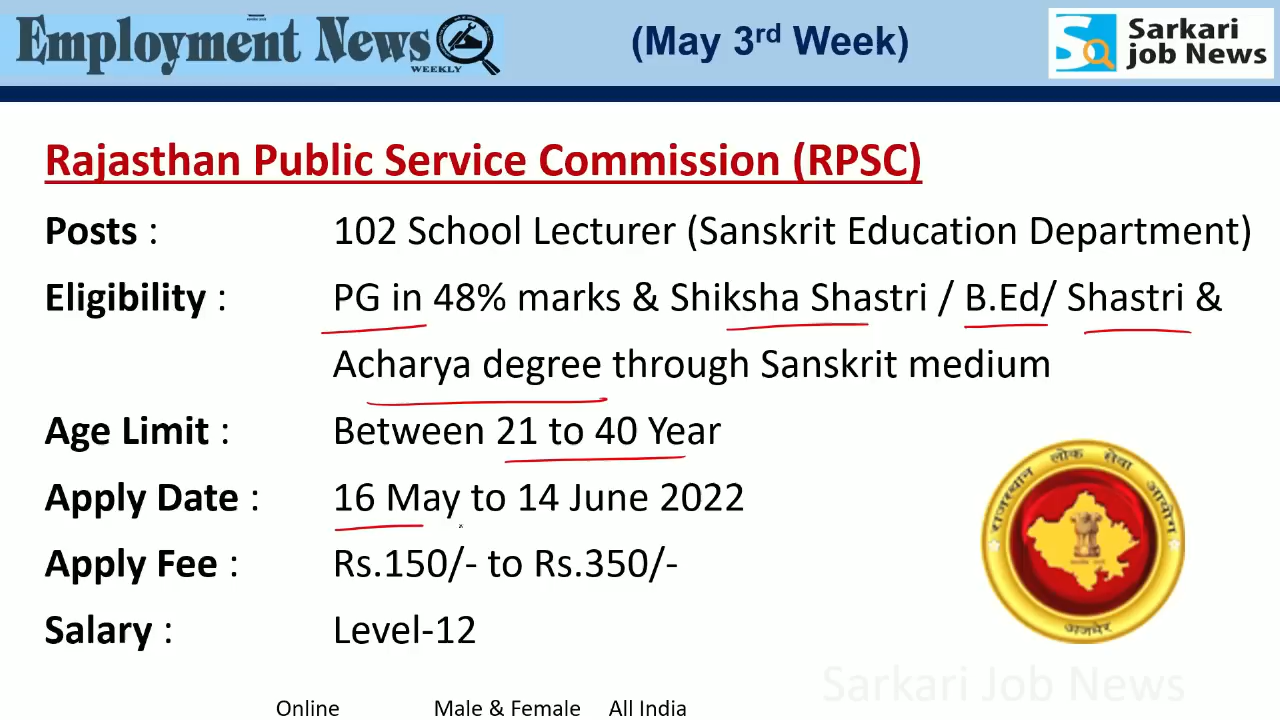 Employment News
WEEKLY
(May 3rd Week)
Sarkari
Job News
Rajasthan Public Service Commission (RPSC)
Posts : 102 School Lecturer (Sanskrit Education Department)
Eligibility : PG in 48% marks & Shiksha Shastri / B.Ed/ Shastri &
Acharya degree through Sanskrit medium
Age Limit : Between 21 to 40 Year
Apply Date : 16 May to 14 June 2022
Apply Fee : Rs.150/- to Rs.350/-
Salary : Level-12
राजस्थान लोक सेवा आयोग
अजमेर
Sarkari Job News
Online Male & Female All India